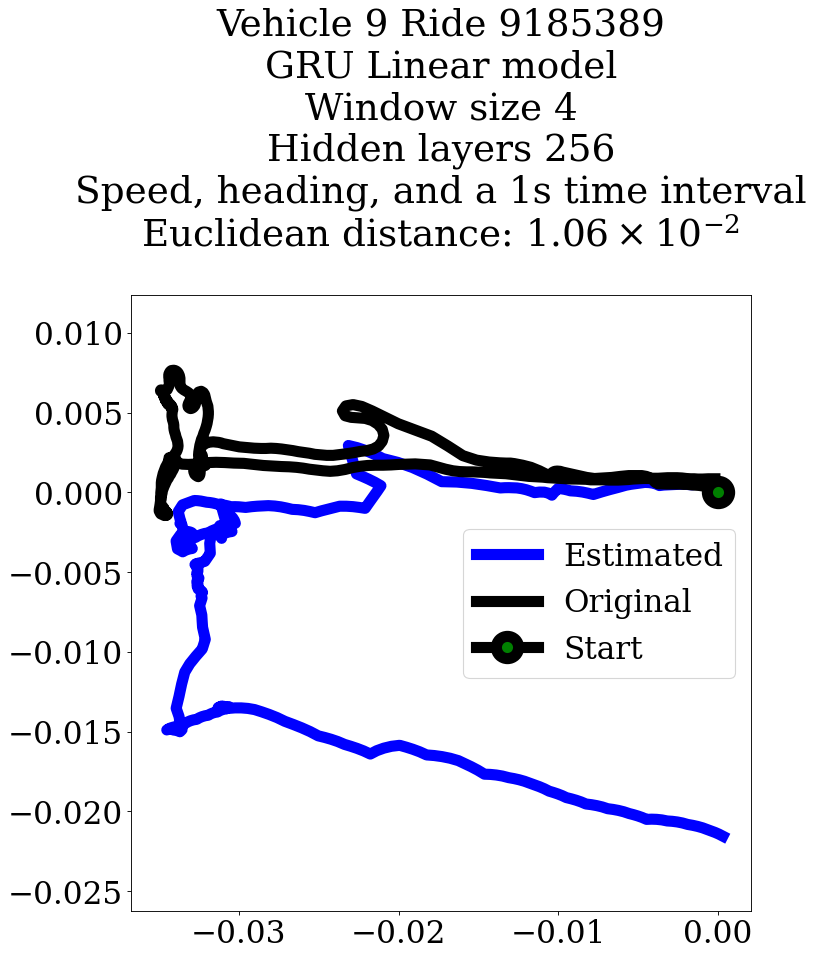 Vehicle 9 Ride 9185389
GRU Linear model
Window size 4
Hidden layers 256
Speed, heading, and a 1s time interval
Euclidean distance: 1.06 × 10⁻²
0.010
0.005
0.000
−0.005
−0.010
−0.015
−0.020
−0.025
Estimated
Original
Start
−0.03 −0.02 −0.01 0.00